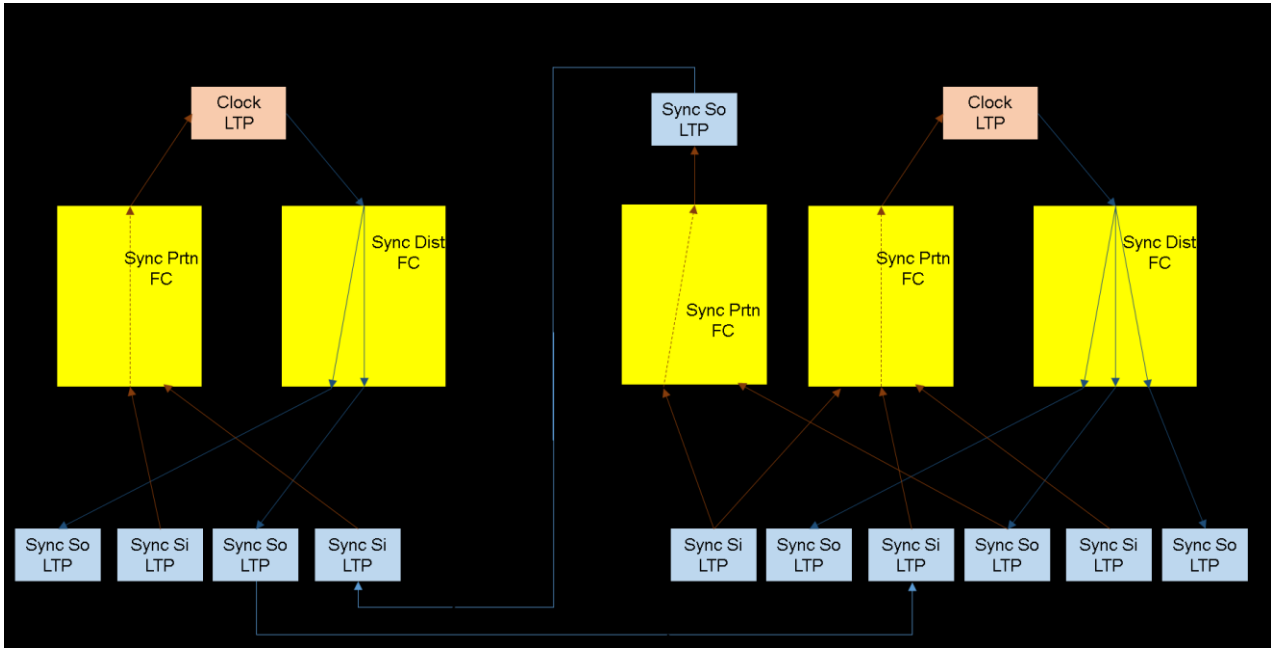 Clock
LTP
Sync So
LTP
Clock
LTP
Sync Prtn
FC
Sync Dist
FC
Sync Prtn
FC
Sync Prtn
FC
Sync Dist
FC
Sync So
LTP
Sync Si
LTP
Sync So
LTP
Sync Si
LTP
Sync Si
LTP
Sync So
LTP
Sync Si
LTP
Sync So
LTP
Sync Si
LTP
Sync So
LTP